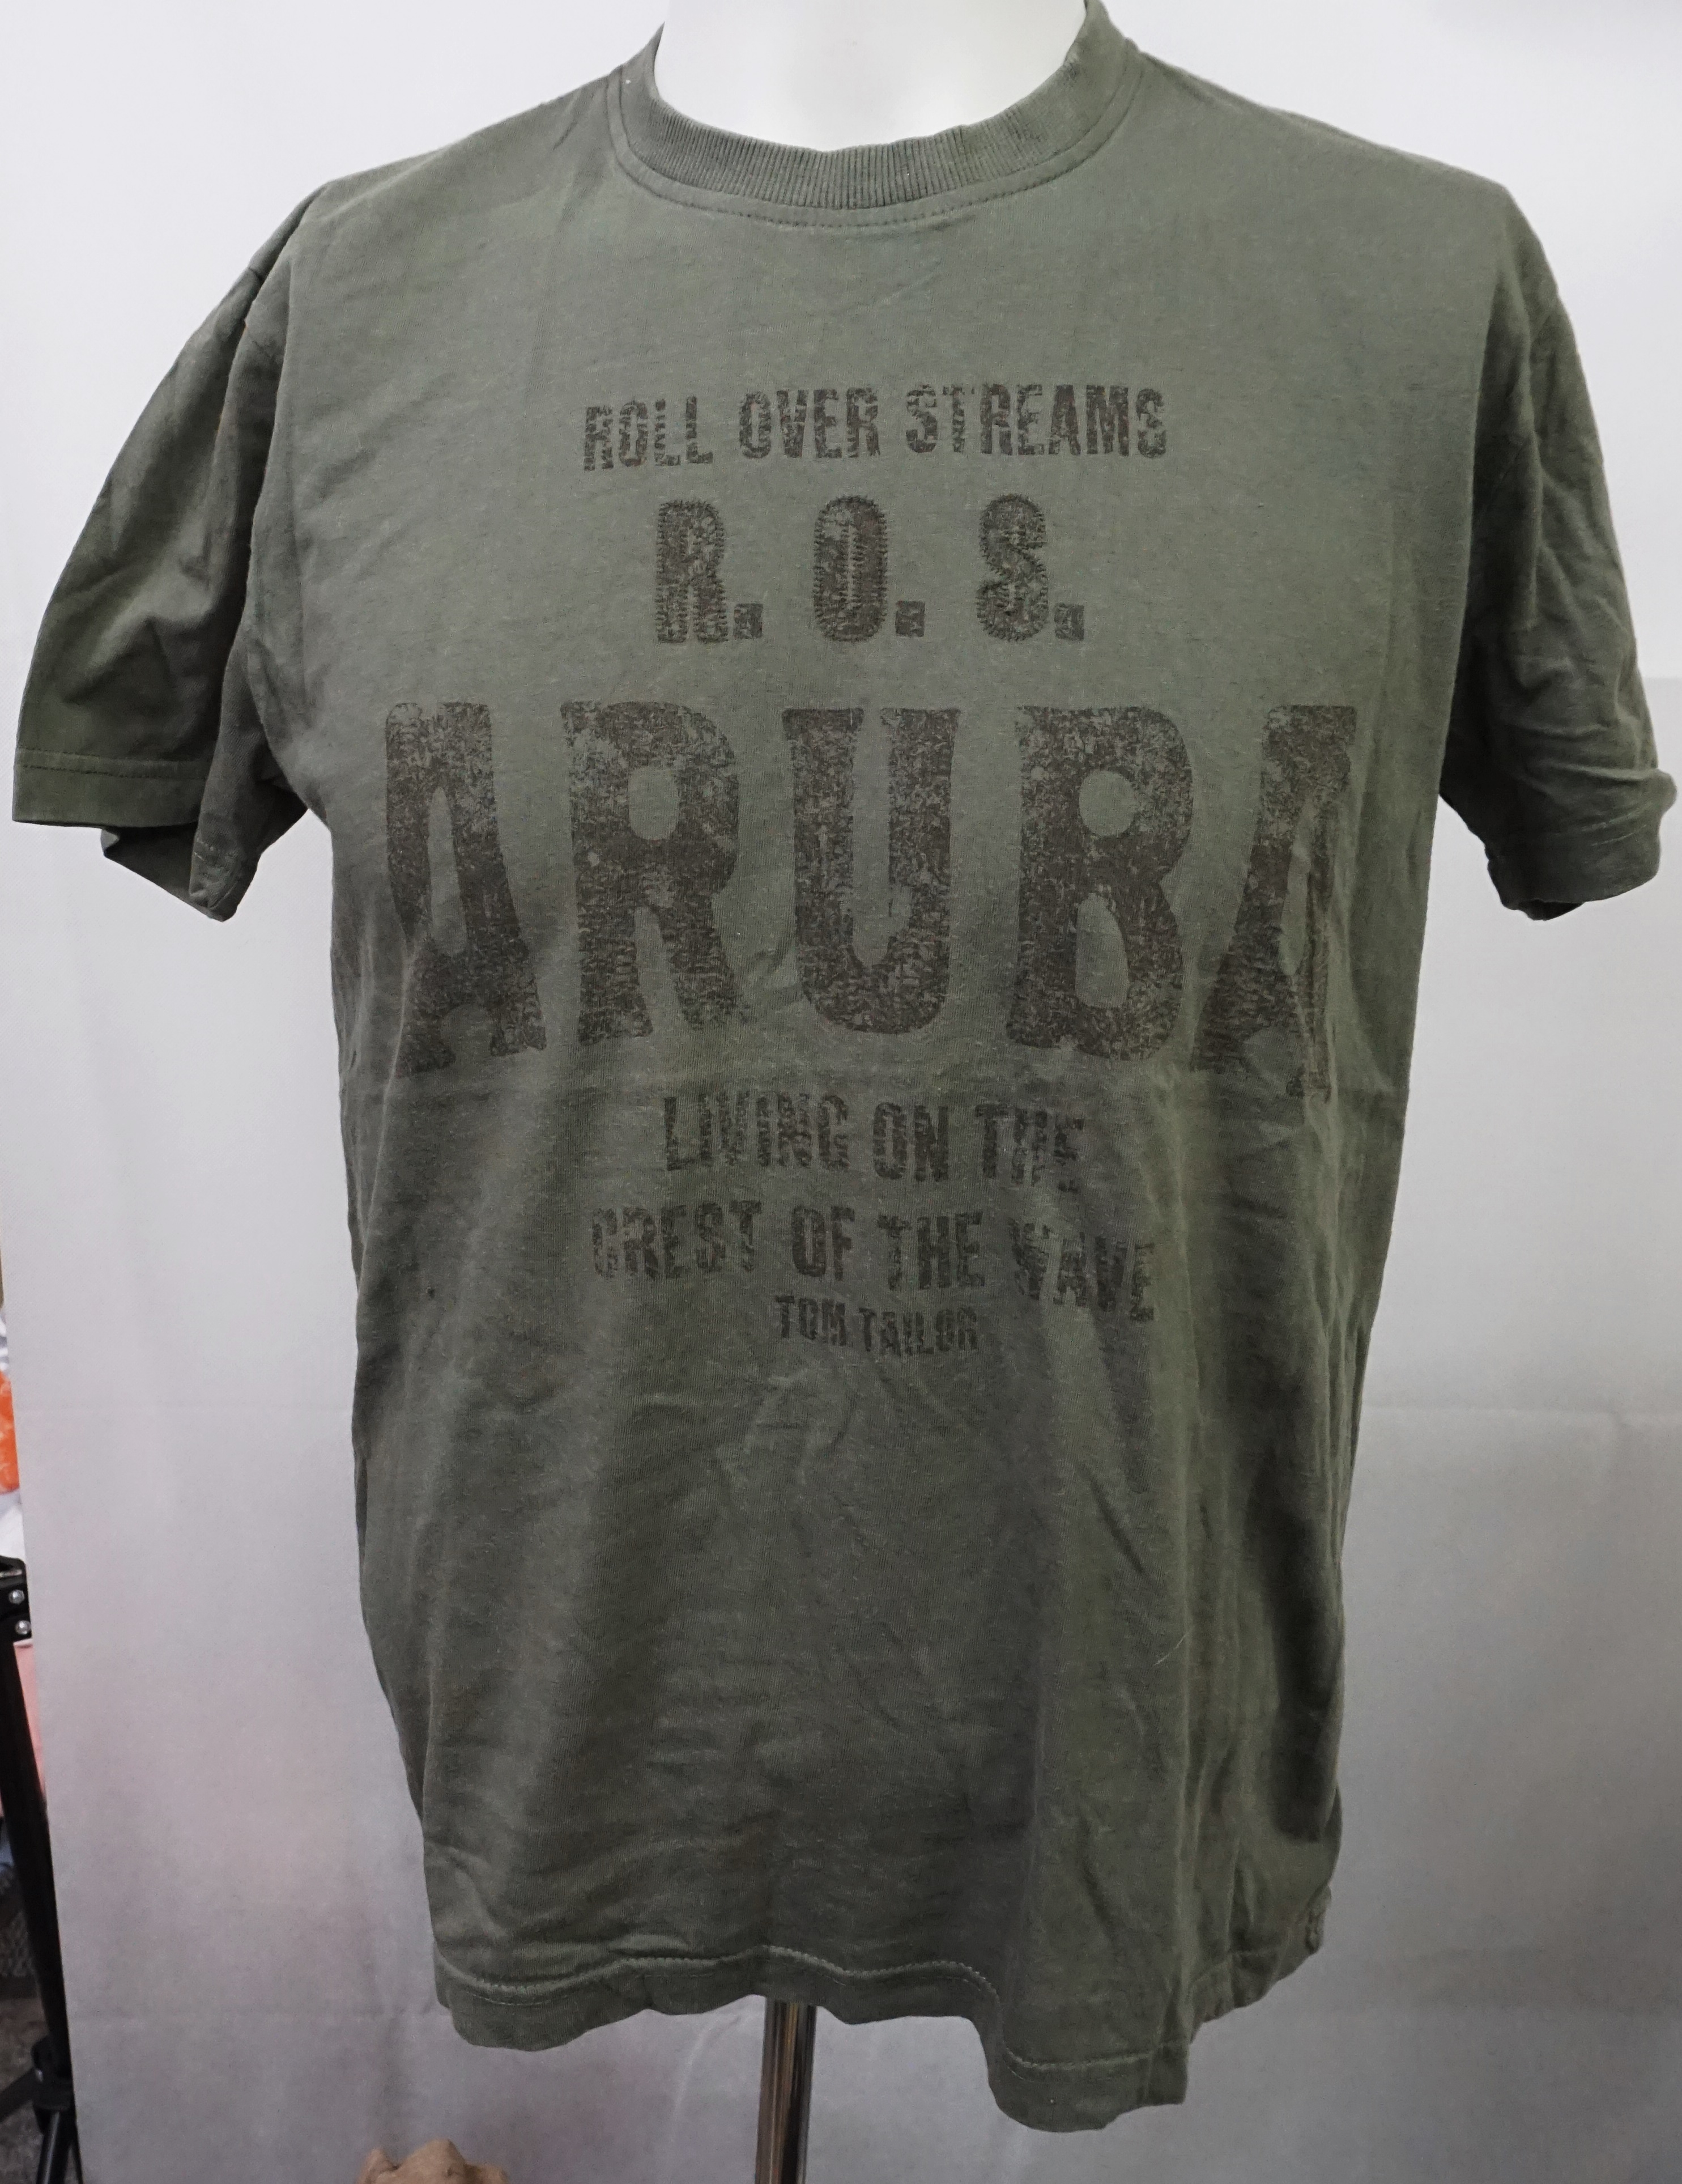 ROLL OVER STREAMS
R.O.S.
ARUBA
LIVING ON THE
CREST OF THE WAVE
TOM TAILOR